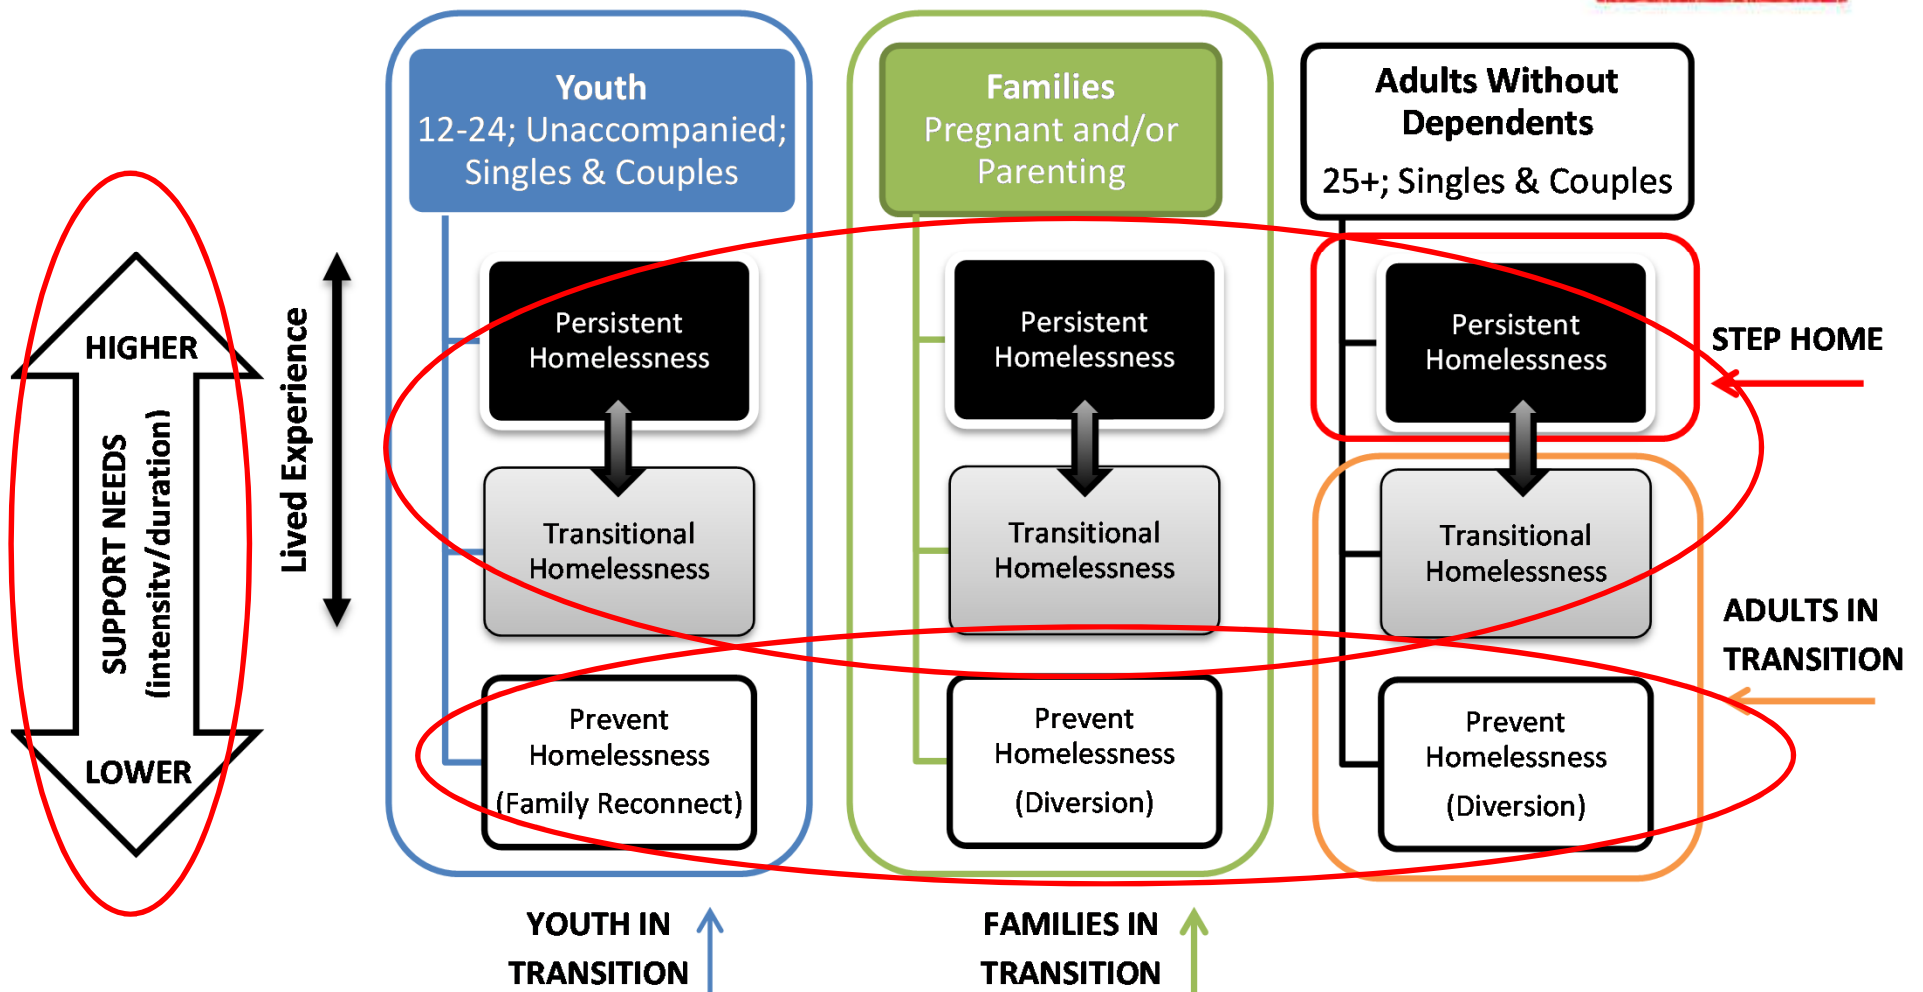 Youth
12-24; Unaccompanied;
Singles & Couples
Families
Pregnant and/or
Parenting
Adults Without
Dependents
25+; Singles & Couples
HIGHER
SUPPORT NEEDS
(intensity/duration)
LOWER
Lived Experience
Persistent
Homelessness
Persistent
Homelessness
Persistent
Homelessness
STEP HOME
Transitional
Homelessness
Transitional
Homelessness
Transitional
Homelessness
ADULTS IN
TRANSITION
Prevent
Homelessness
(Family Reconnect)
Prevent
Homelessness
(Diversion)
Prevent
Homelessness
(Diversion)
YOUTH IN
TRANSITION
FAMILIES IN
TRANSITION